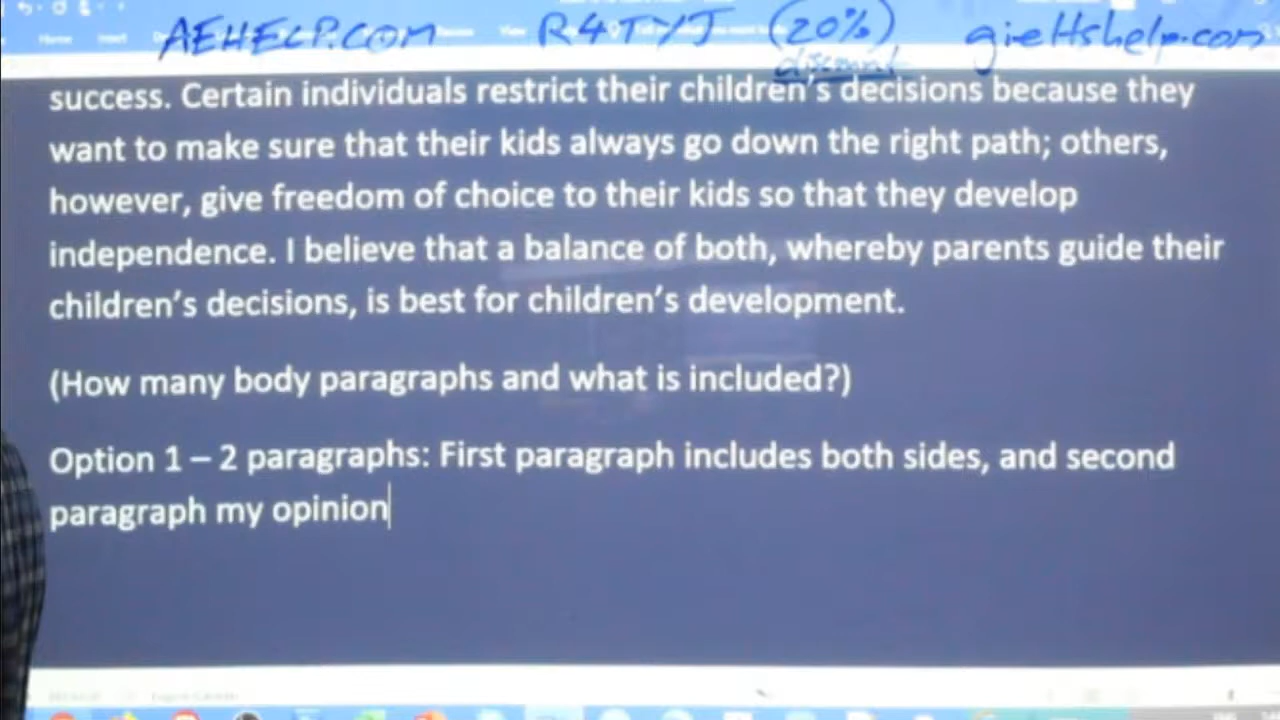 Home Insert View
AEHELP.COM R4TYJ (20%) gieltshelp.com
discount
success. Certain individuals restrict their children's decisions because they
want to make sure that their kids always go down the right path; others,
however, give freedom of choice to their kids so that they develop
independence. I believe that a balance of both, whereby parents guide their
children's decisions, is best for children's development.
(How many body paragraphs and what is included?)
Option 1 – 2 paragraphs: First paragraph includes both sides, and second
paragraph my opinion